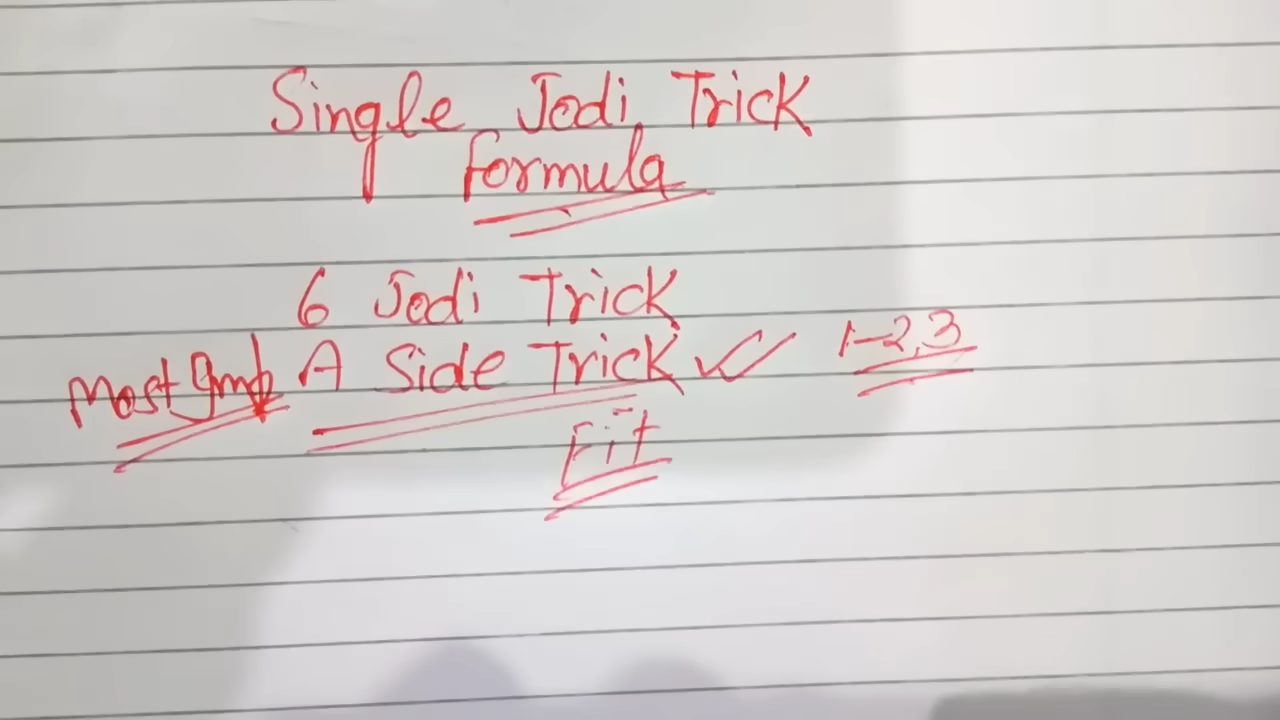 Single Jodi Trick
formula
6 Jodi Trick
Most Imp A Side Trick ✓ 1-2,3
Fit